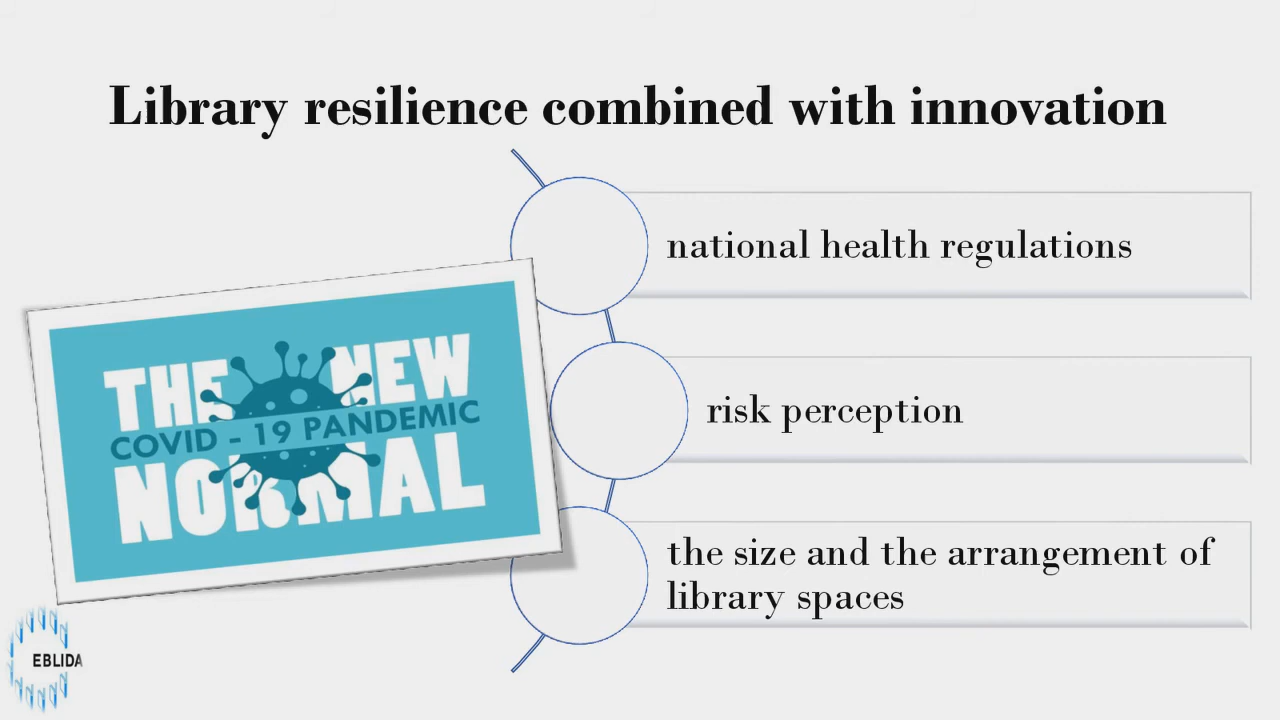 Library resilience combined with innovation
national health regulations
THE NEW
COVID - 19 PANDEMIC
NORMAL
risk perception
the size and the arrangement of
library spaces
EBLIDA